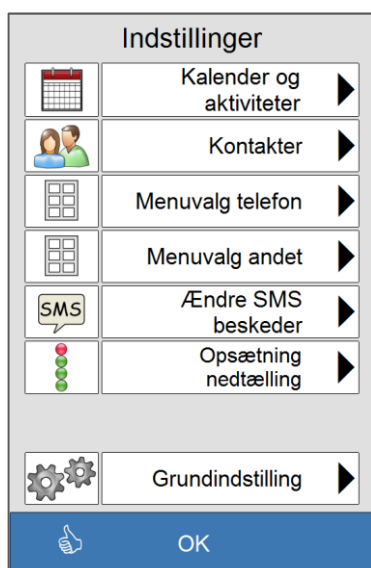 Indstillinger
Kalender og
aktiviteter
Kontakter
Menuvalg telefon
Menuvalg andet
SMS
Ændre SMS
beskeder
Opsætning
nedtælling
Grundindstilling
OK